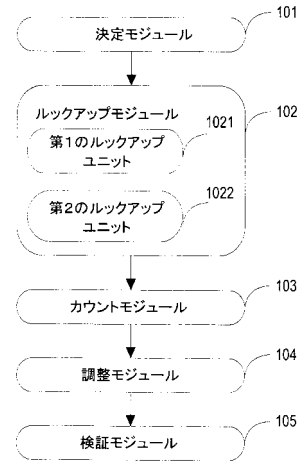 101
決定モジュール
102
ルックアップモジュール
1021
第1のルックアップ
ユニット
1022
第2のルックアップ
ユニット
103
カウントモジュール
104
調整モジュール
105
検証モジュール